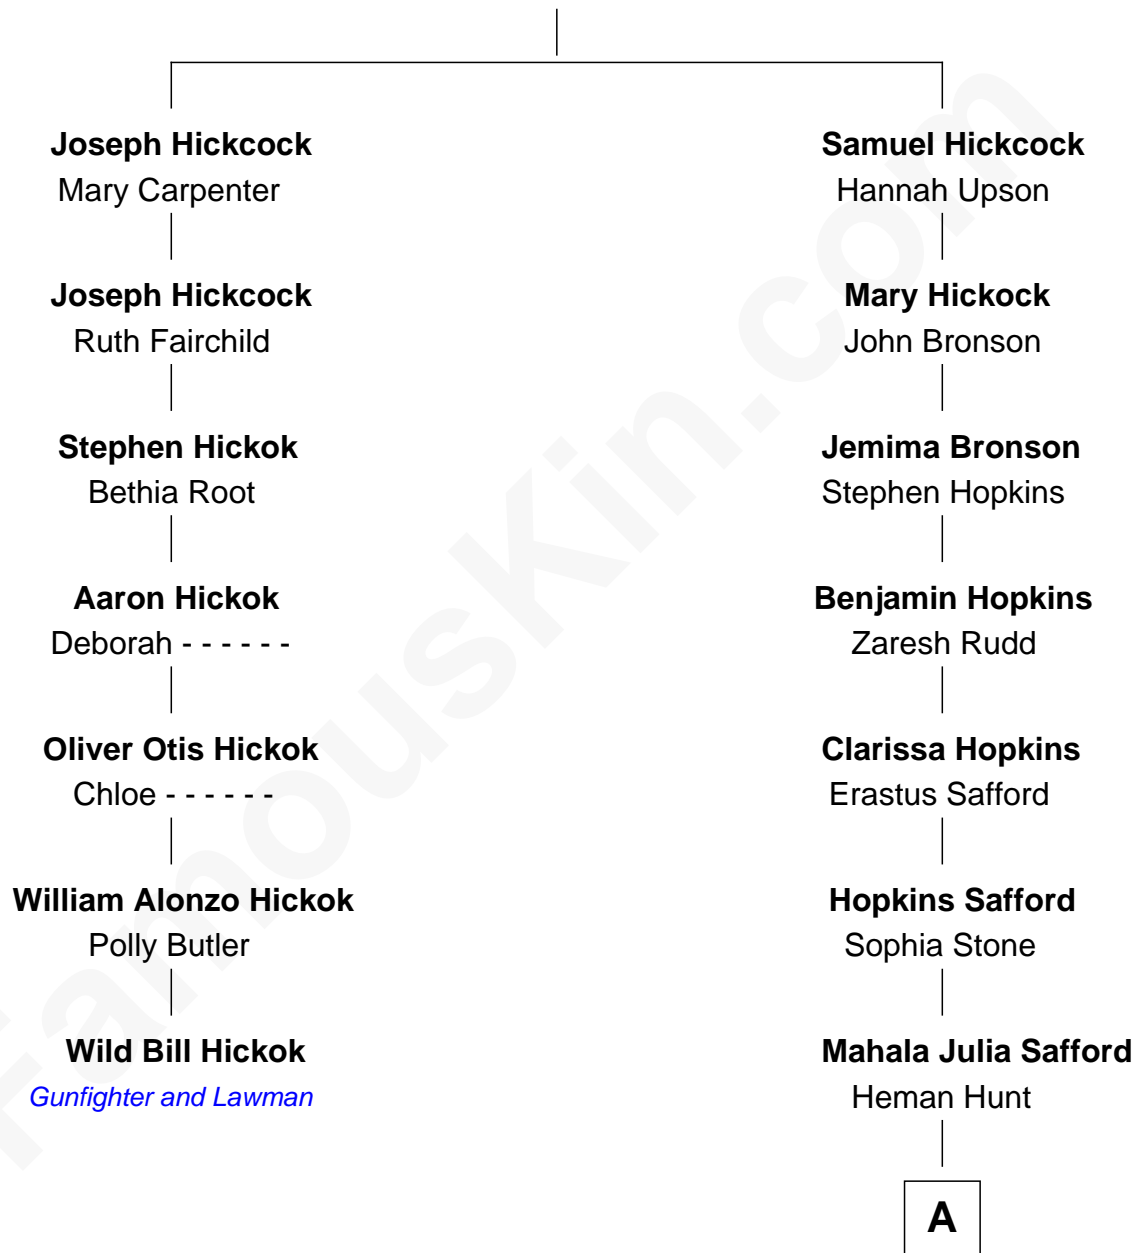 Joseph Hickcock
Mary Carpenter
Joseph Hickcock
Ruth Fairchild
Stephen Hickok
Bethia Root
Aaron Hickok
Deborah - - - - - -
Oliver Otis Hickok
Chloe - - - - - -
William Alonzo Hickok
Polly Butler
Wild Bill Hickok
Gunfighter and Lawman
Samuel Hickcock
Hannah Upson
Mary Hickock
John Bronson
Jemima Bronson
Stephen Hopkins
Benjamin Hopkins
Zaresh Rudd
Clarissa Hopkins
Erastus Safford
Hopkins Safford
Sophia Stone
Mahala Julia Safford
Heman Hunt
A
FamousKin.com